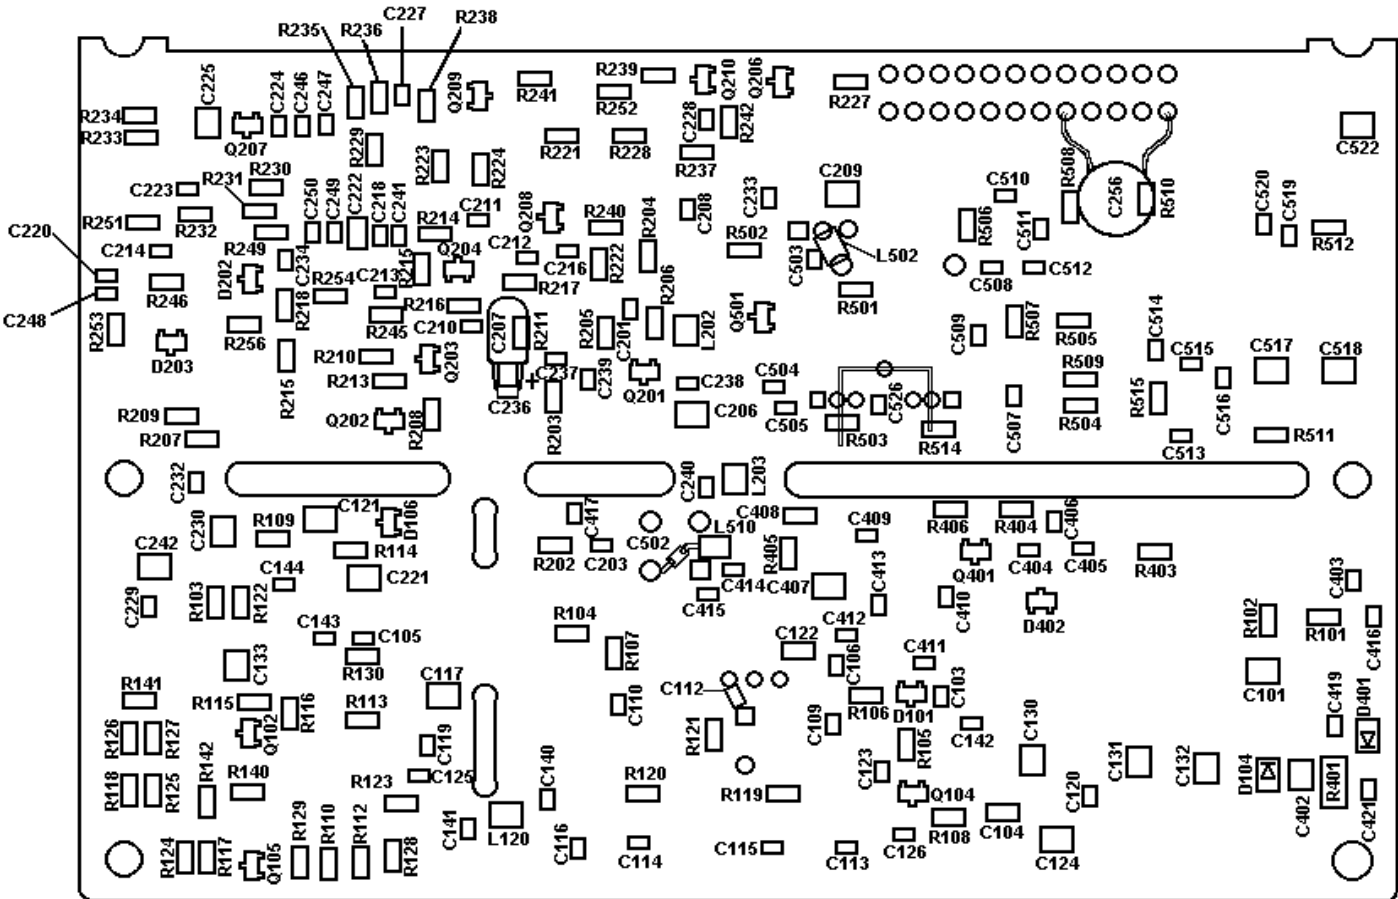 C227
R235 R236 R238
C225 C224 C246 C247 Q209 R241 R239 R252 Q210 Q206 R227
R234
R233 Q207 R229 R223 R224 R221 R228 C228 R242 R237 C522
C223 R231 R230 C250 C249 C222 C218 C241 C211 Q208 R240 R204 C208 C233 C209 C510 R508 C256 R510 C520 C519
R251 R232 R249 R214 R502 R506 C511 R512
C220 C214 D202 C234 R254 C213 R215 Q204 C212 C216 R222 R206 C503 L502 C508 C512
R246 R218 R217 R501
C248 R253 R256 R245 R216 C210 C207 R211 R205 C201 L202 Q501 C509 R507 R505 C514
D203 R215 R210 Q203 C237 C239 Q201 C238 C504 R509 C515 C517 C518
R213 C236 + C206 C526 C507 R515 C516
R209 Q202 R208 R203 C505 R503 R514 R504 R511
R207 C513
C232 C240 L203
C230 C121 D106 C417 C502 L510 C408 C409 R406 R404 C406
R109 R114 R202 C203 R405 Q401 C404 C405 R403
C242 C144 C221 C414 C407 C413 C403
C229 R103 R122 C415 C410 D402 R102 R101 C416
C143 C105 R104 R107 C122 C412 C106 C411
C133 R130 C117 C112 C103 C101
R141 R115 R116 R113 C110 R106 D101 C419 D401
R126 R127 Q102 C119 R121 C109 R105 C142 C130
R142 C125 C140 C123 C131 C132 D104 C402 R401 C421
R118 R125 R140 R123 R120 R119 Q104 C120
R129 R110 R112 C141 L120 R108 C104
R124 R117 Q105 R128 C116 C114 C115 C113 C126 C124